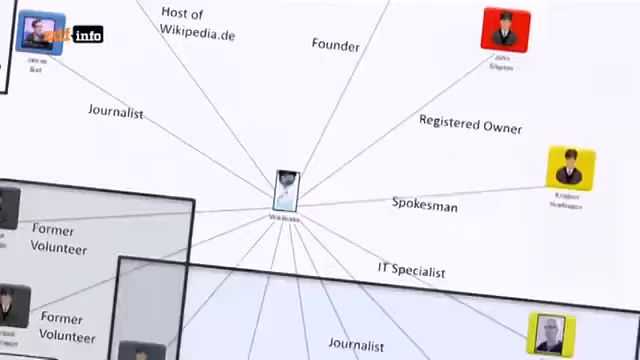 zdf.info
Host of
Wikipedia.de
Founder
Journalist
Registered Owner
Spokesman
Former
Volunteer
IT Specialist
Former
Volunteer
Journalist